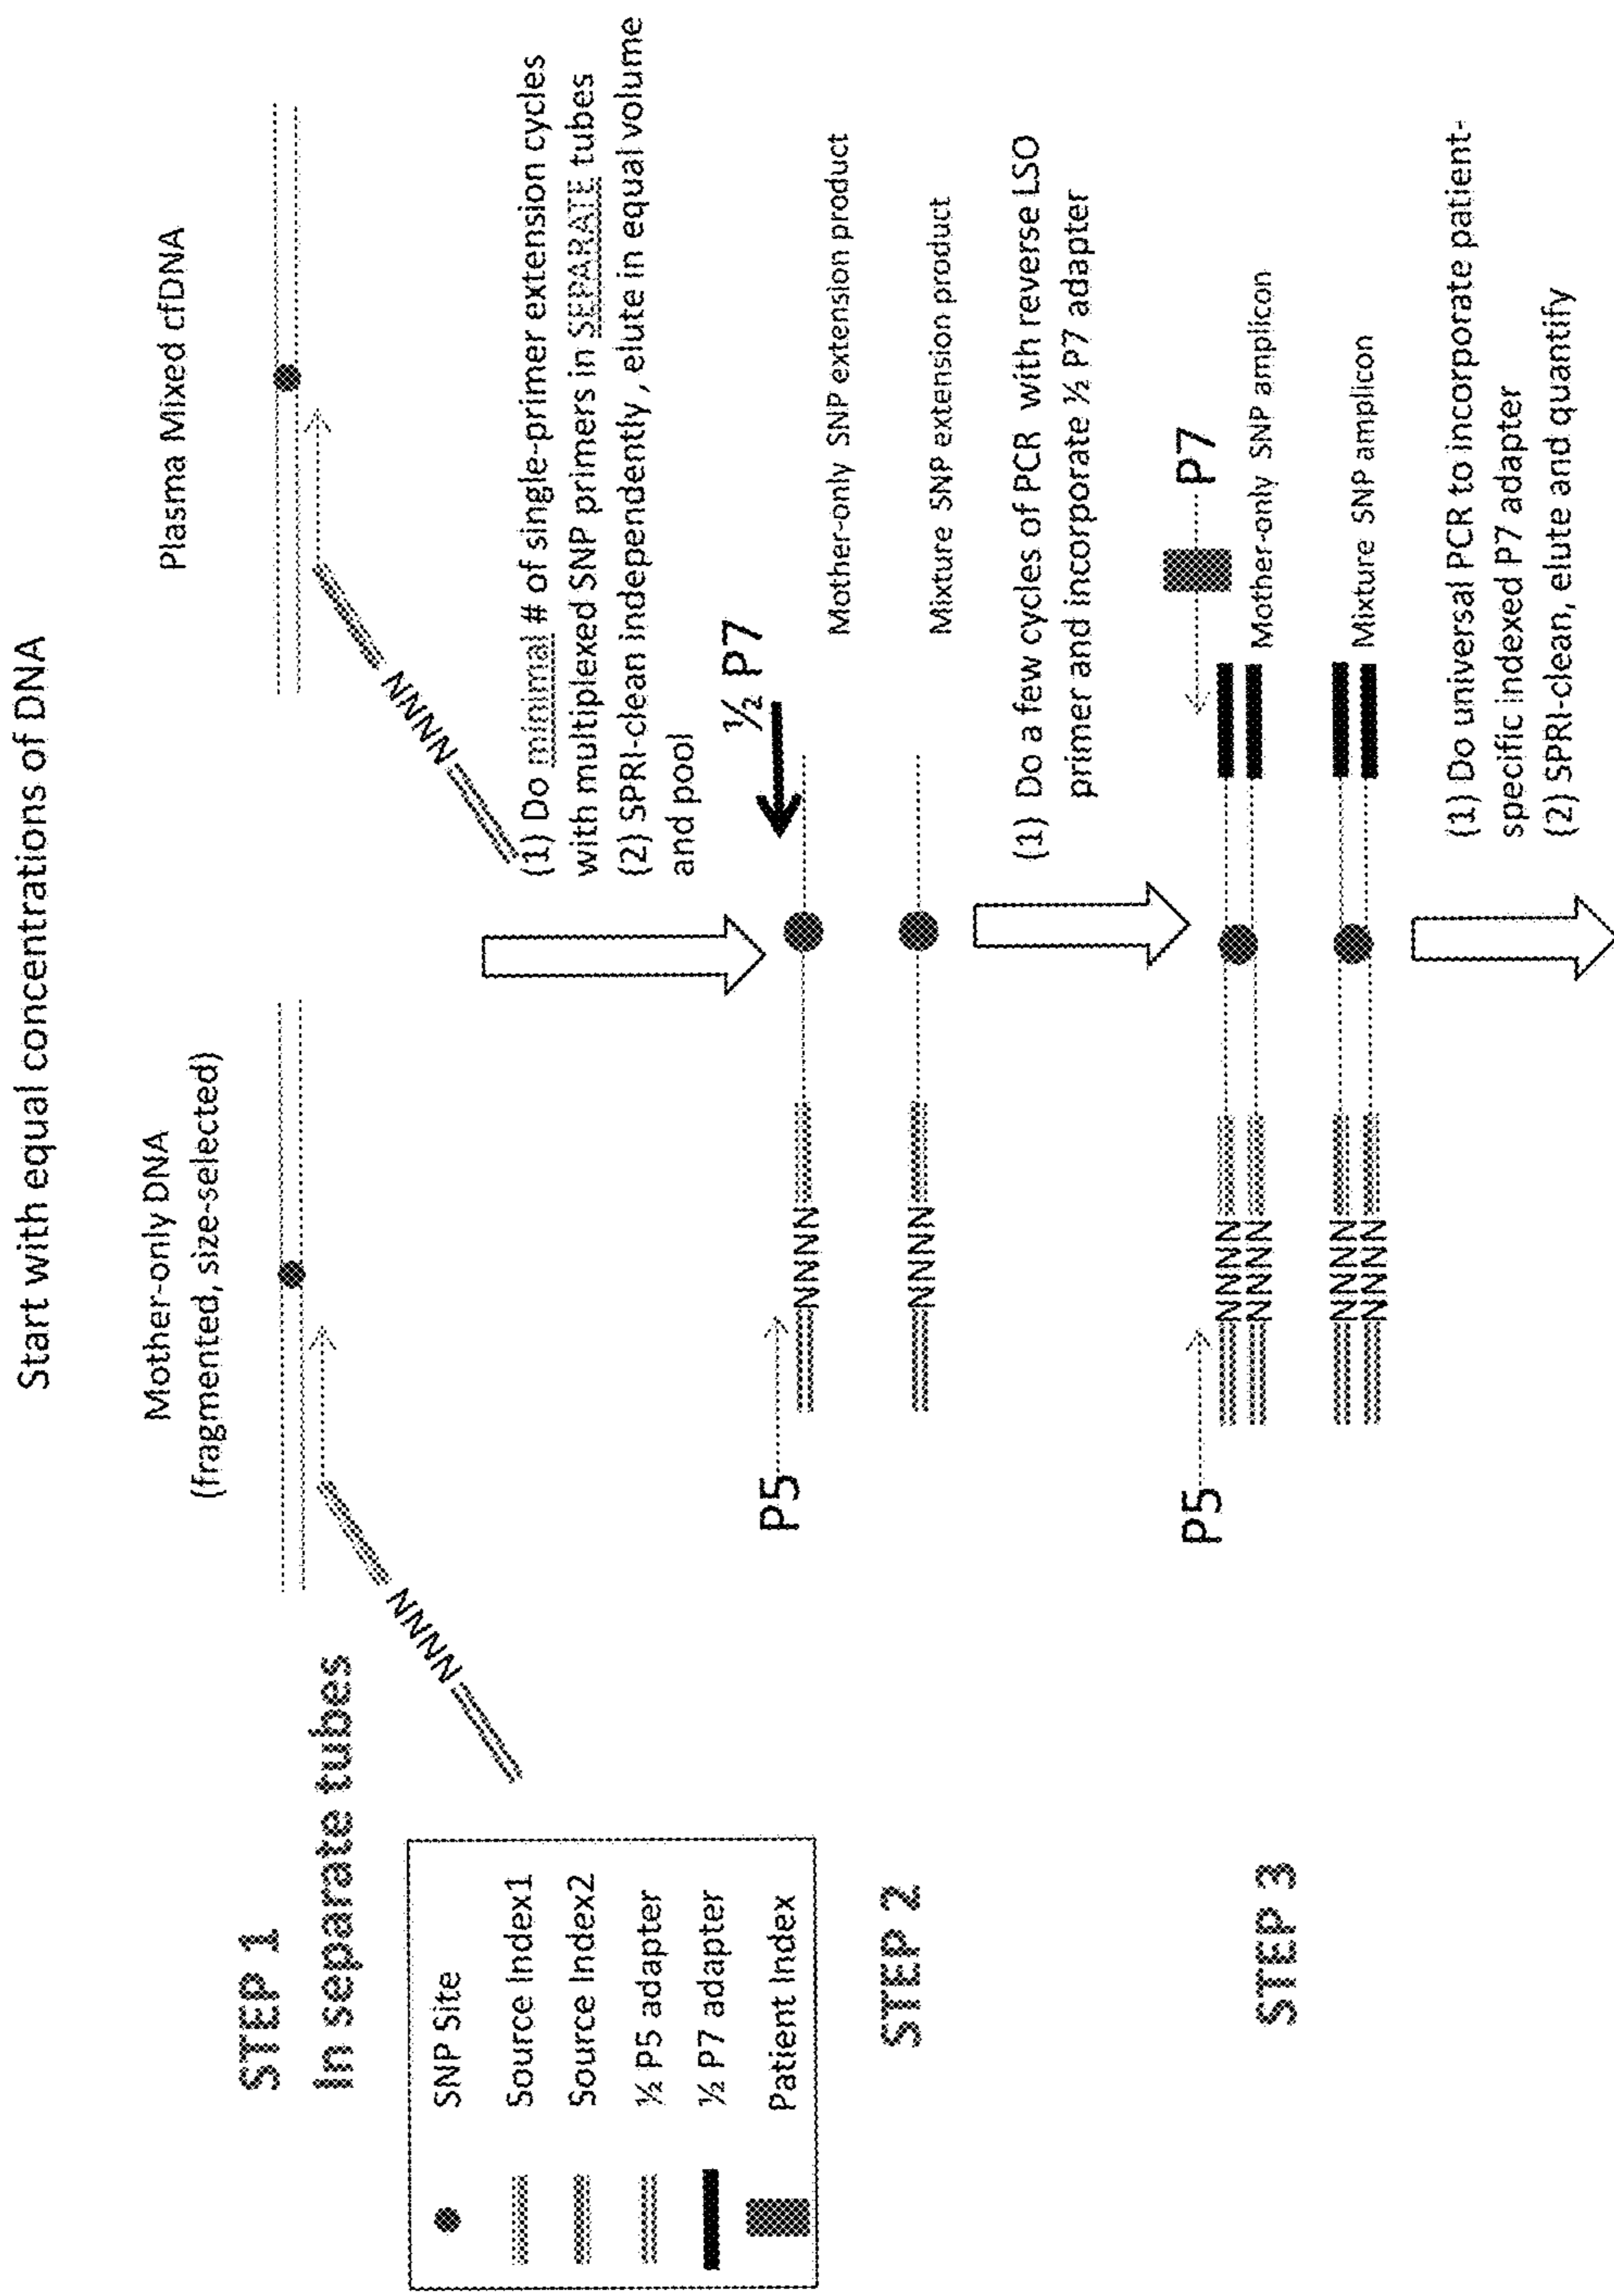 Start with equal concentrations of DNA
Mother-only DNA
(fragmented, size-selected)
Plasma Mixed cfDNA
STEP 1
In separate tubes
NNNN
NNNN
(1) Do minimal # of single-primer extension cycles
with multiplexed SNP primers in SEPARATE tubes
(2) SPRI-clean independently , elute in equal volume
and pool
SNP Site
Source Index1
Source Index2
½ P5 adapter
½ P7 adapter
Patient Index
STEP 2
P5
½ P7
NNNN
Mother-only SNP extension product
NNNN
Mixture SNP extension product
(1) Do a few cycles of PCR with reverse LSO
primer and incorporate ½ P7 adapter
STEP 3
P5
P7
NNNN
NNNN
Mother-only SNP amplicon
NNNN
NNNN
Mixture SNP amplicon
(1) Do universal PCR to incorporate patient-
specific indexed P7 adapter
(2) SPRI-clean, elute and quantify